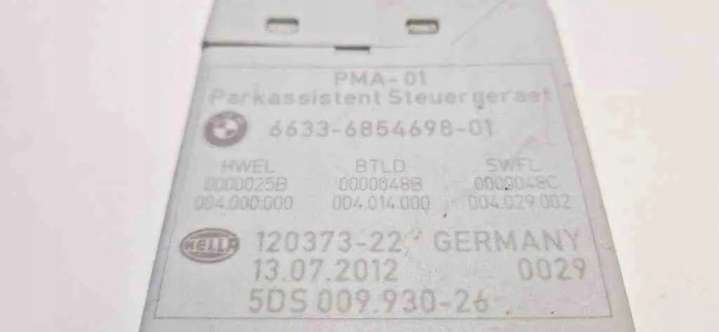 PMA-01
Parkassistent Steuergeraet
6633-6854698-01
HWEL BTLD SWFL
0000025B 0000048B 0000048C
004.000.000 004.014.000 004.029.002
HELLA 120373-22 GERMANY
13.07.2012 0029
5DS 009.930-26